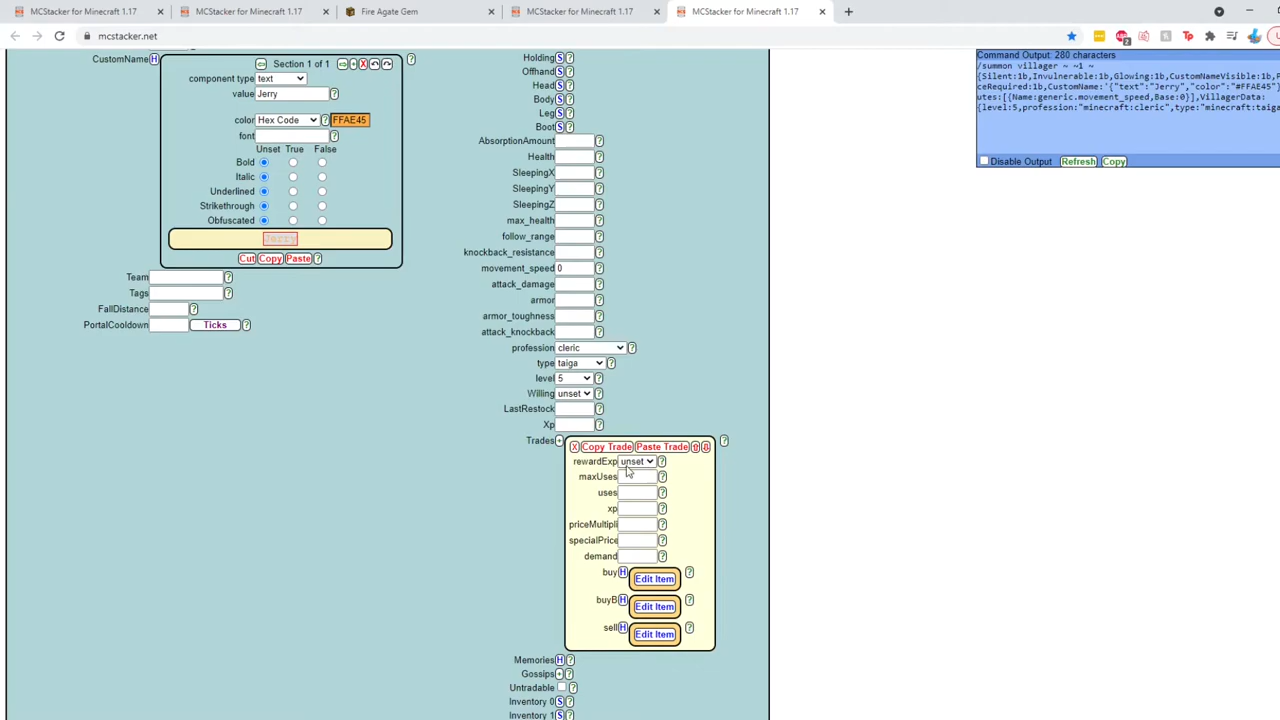 MCStacker for Minecraft 1.17
MCStacker for Minecraft 1.17
Fire Agate Gem
MCStacker for Minecraft 1.17
MCStacker for Minecraft 1.17
mcstacker.net
CustomName H
Section 1 of 1
component type text
value Jerry
color Hex Code FFAE45
font
Unset True False
Bold
Italic
Underlined
Strikethrough
Obfuscated
Jerry
Cut Copy Paste
Team
Tags
FallDistance
PortalCooldown Ticks
Holding S
Offhand S
Head S
Body S
Leg S
Boot S
AbsorptionAmount
Health
SleepingX
SleepingY
SleepingZ
max_health
follow_range
knockback_resistance
movement_speed 0
attack_damage
armor
armor_toughness
attack_knockback
profession cleric
type taiga
level 5
Willing unset
LastRestock
Xp
Trades +
X Copy Trade Paste Trade
rewardExp unset
maxUses
uses
xp
priceMultipli
specialPrice
demand
buy H Edit Item
buyB H Edit Item
sell H Edit Item
Memories H
Gossips +
Untradable
Inventory 0 S
Inventory 1 S
Command Output: 280 characters
/summon villager ~ ~1 ~
{Silent:1b,Invulnerable:1b,Glowing:1b,CustomNameVisible:1b,P
ceRequired:1b,CustomName:'{"text":"Jerry","color":"#FFAE45"
utes:[{Name:generic.movement_speed,Base:0}],VillagerData:
{level:5,profession:"minecraft:cleric",type:"minecraft:taiga
Disable Output Refresh Copy